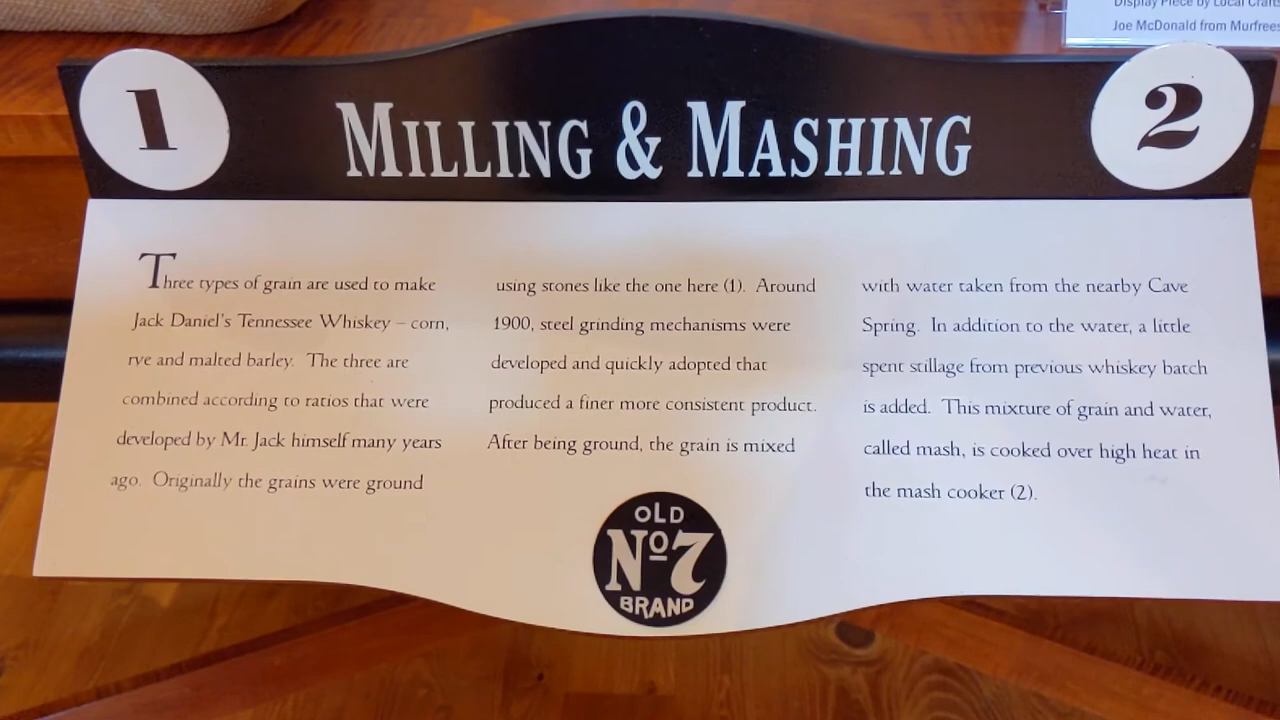 Display Piece by Local
Joe McDonald from
1
MILLING & MASHING
2
Three types of grain are used to make
Jack Daniel's Tennessee Whiskey – corn,
rye and malted barley. The three are
combined according to ratios that were
developed by Mr. Jack himself many years
ago. Originally the grains were ground
using stones like the one here (1). Around
1900, steel grinding mechanisms were
developed and quickly adopted that
produced a finer more consistent product.
After being ground, the grain is mixed
with water taken from the nearby Cave
Spring. In addition to the water, a little
spent stillage from previous whiskey batch
is added. This mixture of grain and water,
called mash, is cooked over high heat in
the mash cooker (2).
OLD
No 7
BRAND